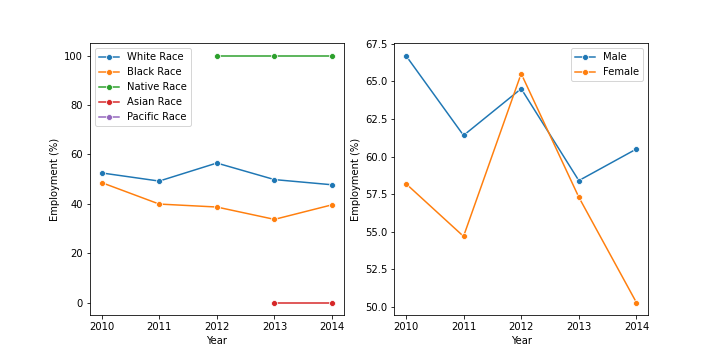 White Race
Black Race
Native Race
Asian Race
Pacific Race
100
80
60
40
20
0
Employment (%)
2010 2011 2012 2013 2014
Year
Male
Female
67.5
65.0
62.5
60.0
57.5
55.0
52.5
50.0
Employment (%)
2010 2011 2012 2013 2014
Year